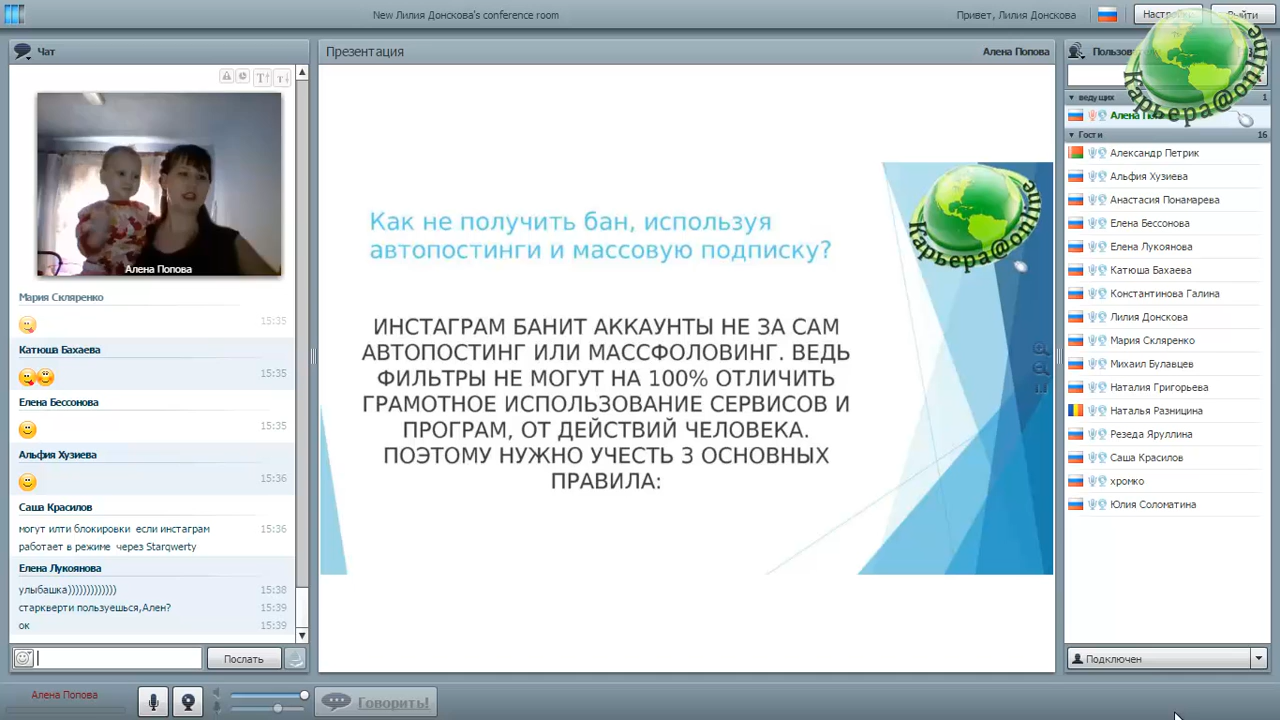 New Лилия Донскова's conference room
Привет, Лилия Донскова
Выйти
Чат
Алена Попова
Мария Скляренко
15:35
Катюша Бахаева
15:35
Елена Бессонова
15:35
Альфия Хузиева
15:36
Саша Красилов
могут илти блокировки если инстаграм
15:36
работает в режиме через Starqwerty
Елена Лукоянова
улыбашка)))))))))))))
15:38
старкверти пользуешься,Ален?
15:39
ок
15:39
Послать
Презентация
Алена Попова
Карьера@online
Как не получить бан, используя
автопостинги и массовую подписку?
ИНСТАГРАМ БАНИТ АККАУНТЫ НЕ ЗА САМ
АВТОПОСТИНГ ИЛИ МАССФОЛОВИНГ. ВЕДЬ
ФИЛЬТРЫ НЕ МОГУТ НА 100% ОТЛИЧИТЬ
ГРАМОТНОЕ ИСПОЛЬЗОВАНИЕ СЕРВИСОВ И
ПРОГРАМ, ОТ ДЕЙСТВИЙ ЧЕЛОВЕКА.
ПОЭТОМУ НУЖНО УЧЕСТЬ 3 ОСНОВНЫХ
ПРАВИЛА:
Карьера@online
ведущих
1
Алена
Гости
16
Александр Петрик
Альфия Хузиева
Анастасия Понамарева
Елена Бессонова
Елена Лукоянова
Катюша Бахаева
Константинова Галина
Лилия Донскова
Мария Скляренко
Михаил Булавцев
Наталия Григорьева
Наталья Разницина
Резеда Яруллина
Саша Красилов
хромко
Юлия Соломатина
Подключен
Алена Попова
Говорить!